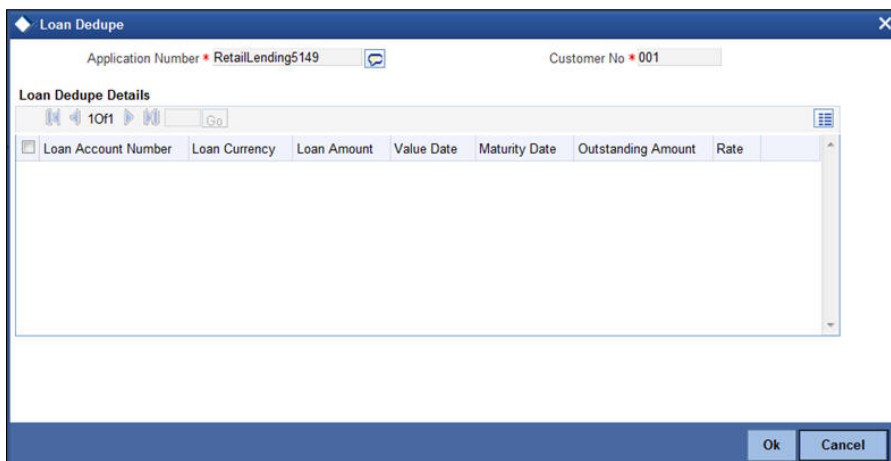 Loan Dedupe
Application Number * RetailLending5149 Customer No * 001
Loan Dedupe Details
1Of1 Go
Loan Account Number Loan Currency Loan Amount Value Date Maturity Date Outstanding Amount Rate
Ok Cancel